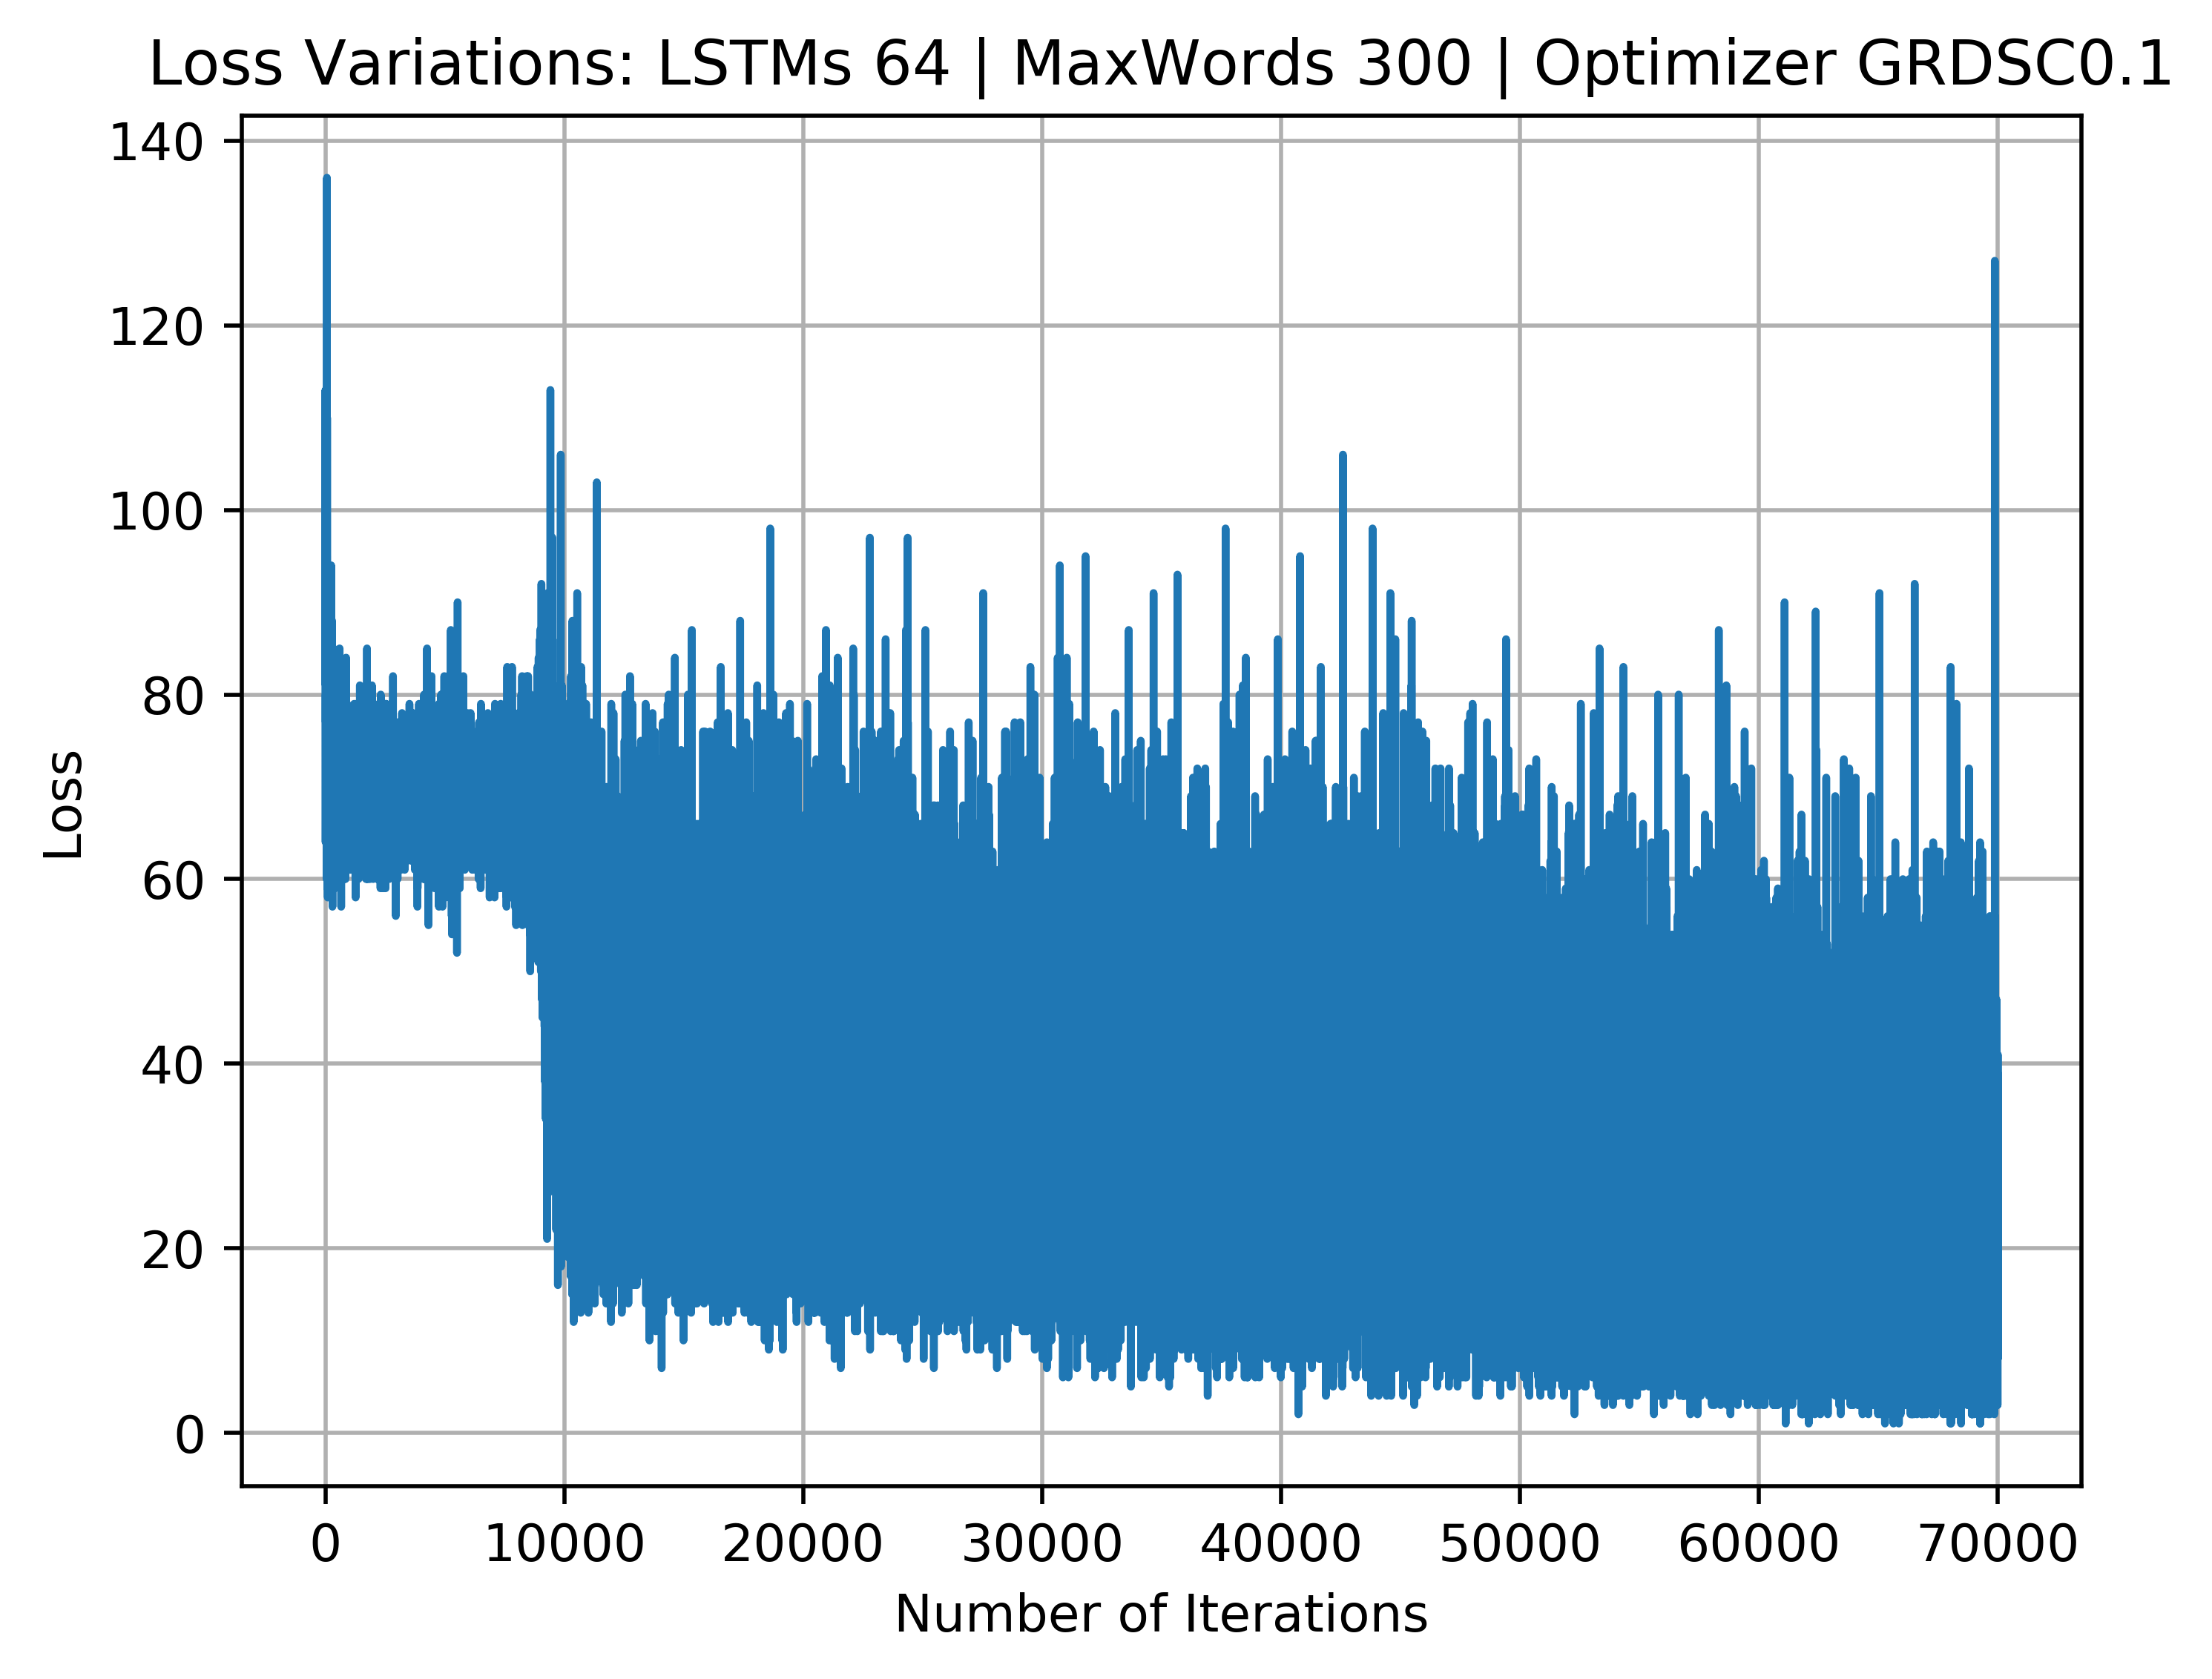 Loss Variations: LSTMs 64 | MaxWords 300 | Optimizer GRDSC0.1
140
120
100
80
60
40
20
0
Loss
0 10000 20000 30000 40000 50000 60000 70000
Number of Iterations